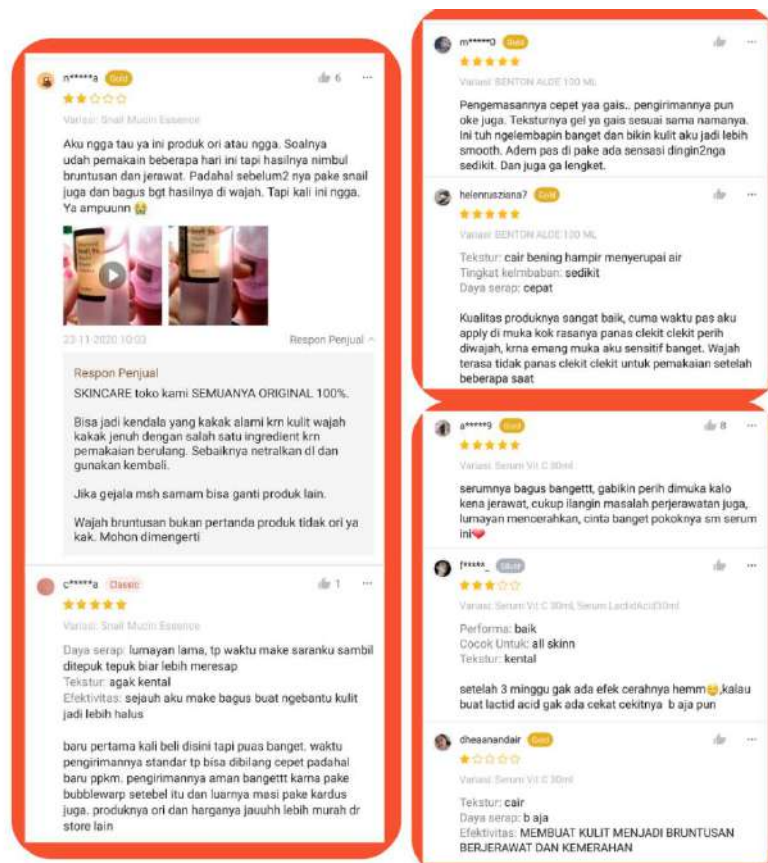 n*****a Gold
6
Variasi: Snail Mucin Essence
Aku ngga tau ya ini produk ori atau ngga. Soalnya
udah pemakain beberapa hari ini tapi hasilnya nimbul
bruntusan dan jerawat. Padahal sebelum2 nya pake snail
juga dan bagus bgt hasilnya di wajah. Tapi kali ini ngga.
Ya ampuunn
23-11-2020 10:03
Respon Penjual
Respon Penjual
SKINCARE toko kami SEMUANYA ORIGINAL 100%.
Bisa jadi kendala yang kakak alami krn kulit wajah
kakak jenuh dengan salah satu ingredient krn
pemakaian berulang. Sebaiknya netralkan dl dan
gunakan kembali.
Jika gejala msh samam bisa ganti produk lain.
Wajah bruntusan bukan pertanda produk tidak ori ya
kak. Mohon dimengerti
c*****a Classic
1
Variasi: Snail Mucin Essence
Daya serap: lumayan lama, tp waktu make saranku sambil
ditepuk tepuk biar lebih meresap
Tekstur: agak kental
Efektivitas: sejauh aku make bagus buat ngebantu kulit
jadi lebih halus
baru pertama kali beli disini tapi puas banget. waktu
pengirimannya standar tp bisa dibilang cepit padahal
baru ppkm. pengirimannya aman bangettt karna pake
bubblewarp setebel itu dan luarnya masi pake kardus
juga. produknya ori dan harganya jauuhh lebih murah dr
store lain
m*****0 Gold
Variasi: BENTON ALOE 100 ML
Pengemasannya cepet yaa gais.. pengirimannya pun
oke juga. Teksturnya gel ya gais sesuai sama namanya.
Ini tuh ngelembapin banget dan bikin kulit aku jadi lebih
smooth. Adem pas di pake ada sensasi dingin2nga
sedikit. Dan juga ga lengket.
helennusziana7 Gold
Variasi: BENTON ALOE 100 ML
Tekstur: cair bening hampir menyerupai air
Tingkat kelmbaban: sedikit
Daya serap: cepat
Kualitas produknya sangat baik, cuma waktu pas aku
apply di muka kok rasanya panas clekit clekit perih
diwajah, krna emang muka aku sensitif banget. Wajah
terasa tidak panas clekit clekit untuk pemakaian setelah
beberapa saat
a*****9 Gold
8
Variasi: Serum Vit C 30ml
serumnya bagus bangettt, gabikin perih dimuka kalo
kena jerawat, cukup ilangin masalah perjerawatan juga,
lumayan mencerahkan, cinta banget pokoknya sm serum
ini
f*****_ Silver
Variasi: Serum Vit C 30ml, Serum LactidAcid30ml
Performa: baik
Cocok Untuk: all skinn
Tekstur: kental
setelah 3 minggu gak ada efek cerahnya hemm ,kalau
buat lactid acid gak ada cekat cekitnya b aja pun
dheaanandair Gold
Variasi: Serum Vit C 30ml
Tekstur: cair
Daya serap: b aja
Efektivitas: MEMBUAT KULIT MENJADI BRUNTUSAN
BERJERAWAT DAN KEMERAHAN